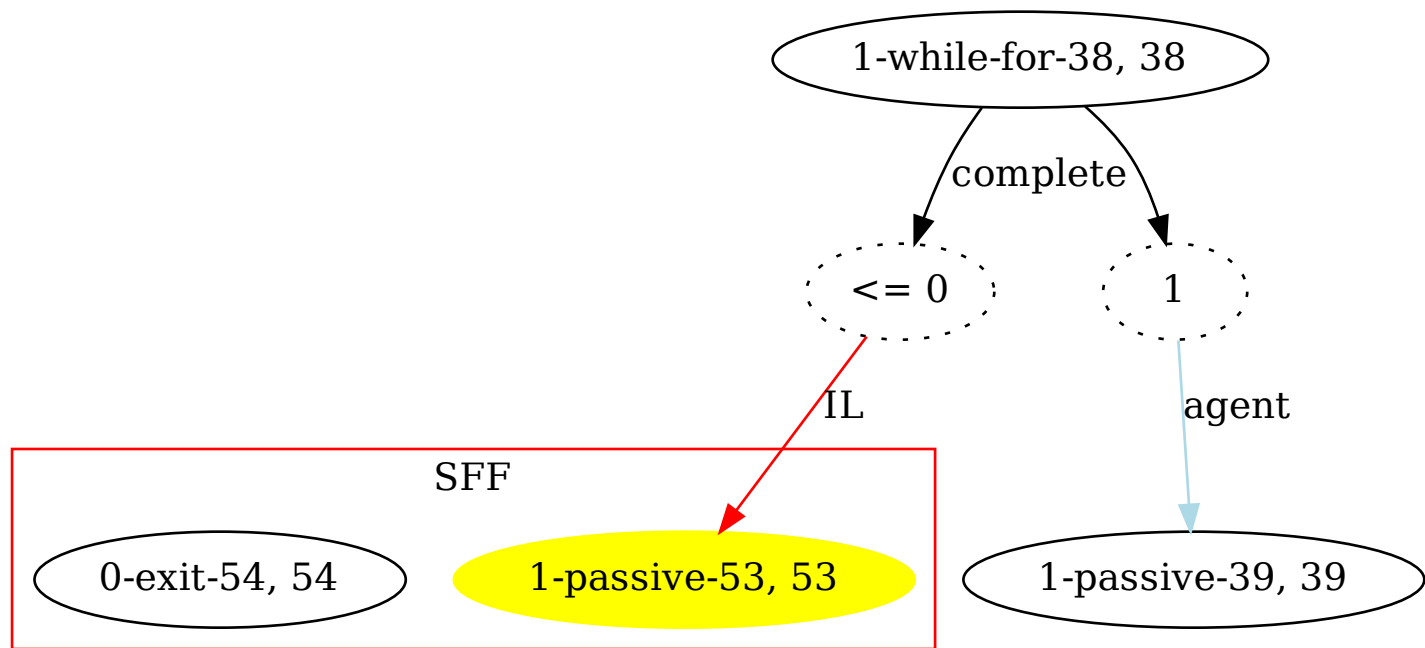 1-while-for-38, 38
complete
<= 0
1
IL
agent
SFF
0-exit-54, 54
1-passive-53, 53
1-passive-39, 39